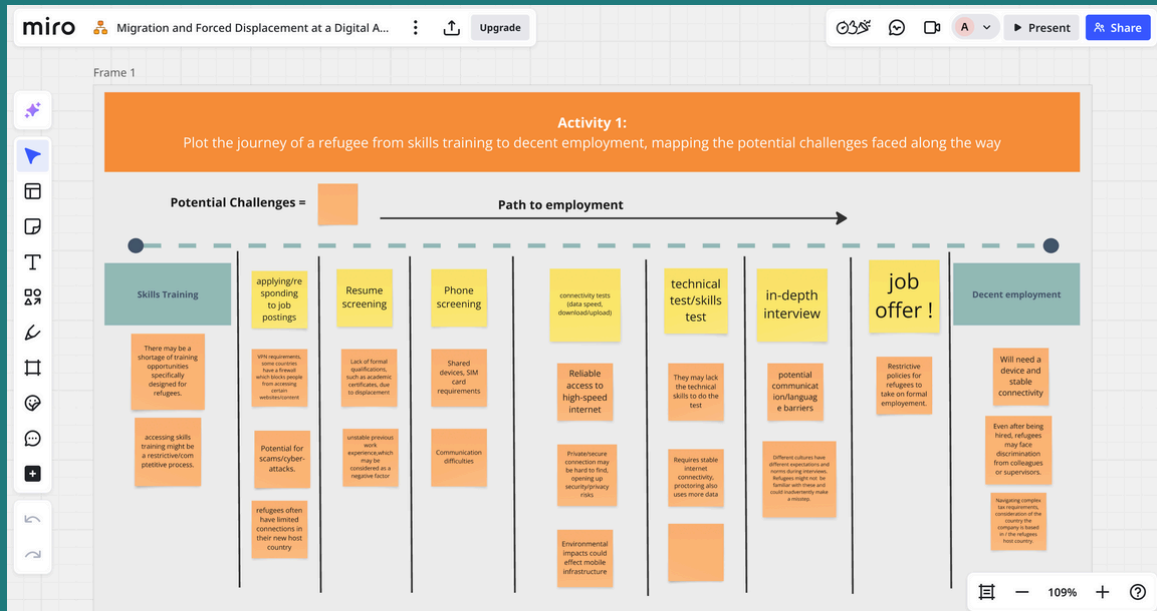 miro
Migration and Forced Displacement at a Digital A...
Upgrade
A
Present
Share
Frame 1
Activity 1:
Plot the journey of a refugee from skills training to decent employment, mapping the potential challenges faced along the way
Potential Challenges =
Path to employment
Skills Training
There may be a
shortage of training
opportunities
specifically
designed for
refugees.
accessing skills
training might be
a restrictive/com
ptetitive process.
applying/re
sponding
to job
postings
VPN requirements,
some countries
have a firewall
which blocks people
from accessing
certain
websites/content
Potential for
scams/cyber-
attacks.
refugees often
have limited
connections in
their new host
country
Resume
screening
Lack of formal
qualifications,
such as academic
certificates, due
to displacement
unstable previous
work
experience,which
may be
considered as a
negative factor
Phone
screening
Shared
devices, SIM
card
requirements
Communication
difficulties
connectivity tests
(data speed,
download/upload)
Reliable
access to
high-speed
internet
Private/secure
connection may
be hard to find,
opening up
security/privacy
risks
Environmental
impacts could
effect mobile
infrastructure
technical
test/skills
test
They may lack
the technical
skills to do the
test
Requires stable
internet
connectivity,
proctoring also
uses more data
in-depth
interview
potential
communicat
ion/languag
e barriers
Different cultures have
different expectations and
norms during interviews.
Refugees might not be
familiar with these and
could inadvertently make
a misstep.
job
offer !
Restrictive
policies for
refugees to
take on formal
employement.
Decent employment
Will need a
device and
stable
connectivity
Even after being
hired, refugees
may face
discrimination
from colleagues
or supervisors.
Navigating complex
tax requirements,
consideration of the
country the
company is based
in / the refugees
host country.
109%